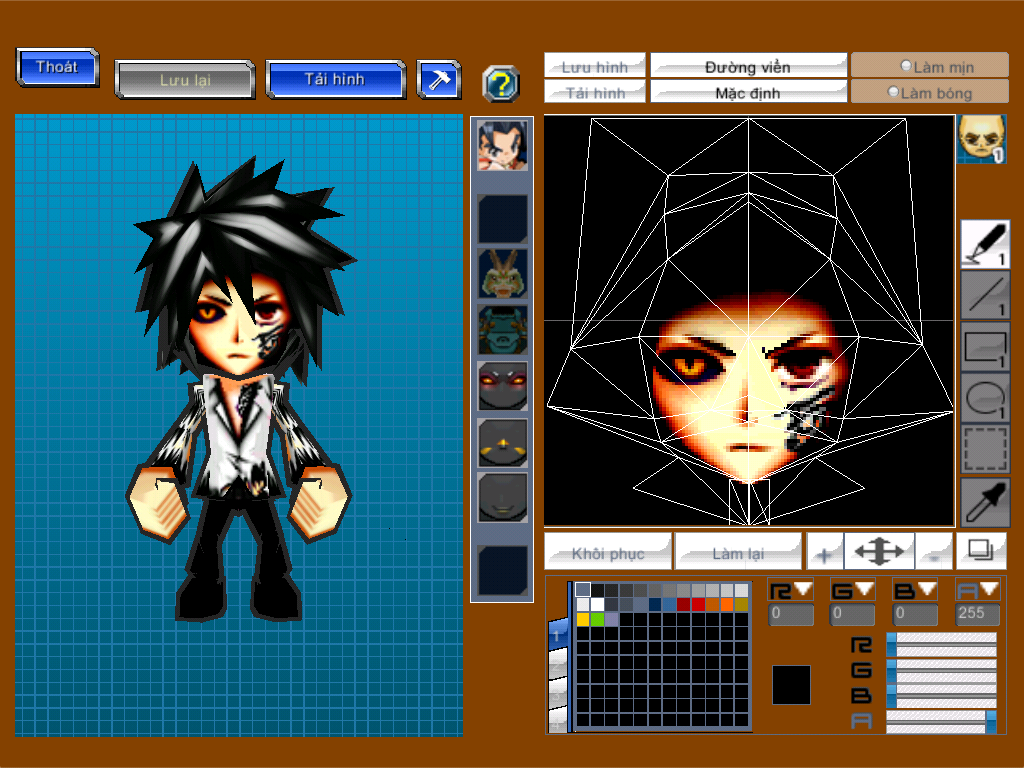 Thoát
Lưu lại
Tải hình
Lưu hình
Đường viền
Làm mịn
Tải hình
Mặc định
Làm bóng
1
1
1
1
1
Khôi phục
Làm lại
R
G
B
A
0
0
0
255
1
R
G
B
A